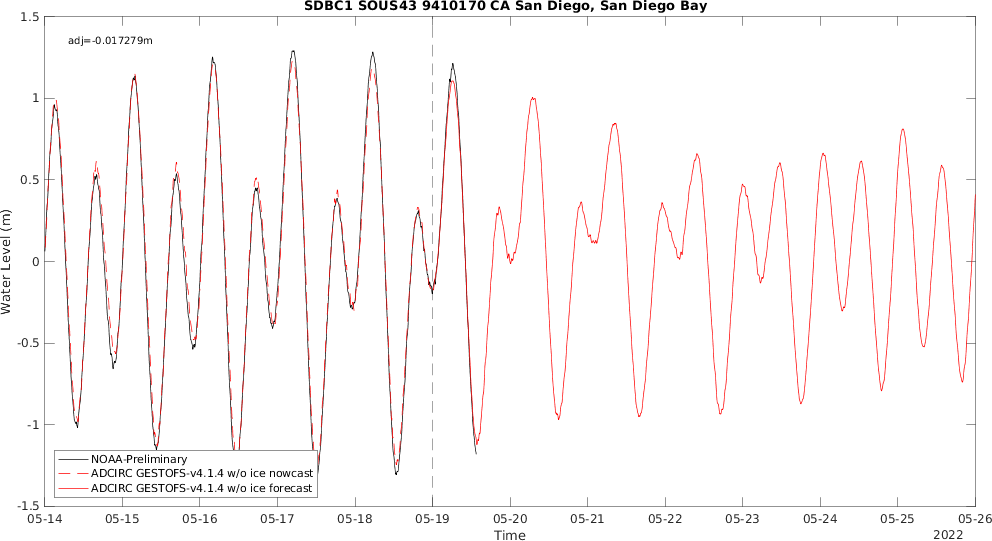 SDBC1 SOUS43 9410170 CA San Diego, San Diego Bay
adj=-0.017279m
1.5
1
0.5
0
-0.5
-1
-1.5
Water Level (m)
NOAA-Preliminary
ADCIRC GESTOFS-v4.1.4 w/o ice nowcast
ADCIRC GESTOFS-v4.1.4 w/o ice forecast
05-14 05-15 05-16 05-17 05-18 05-19 05-20 05-21 05-22 05-23 05-24 05-25 05-26
Time
2022